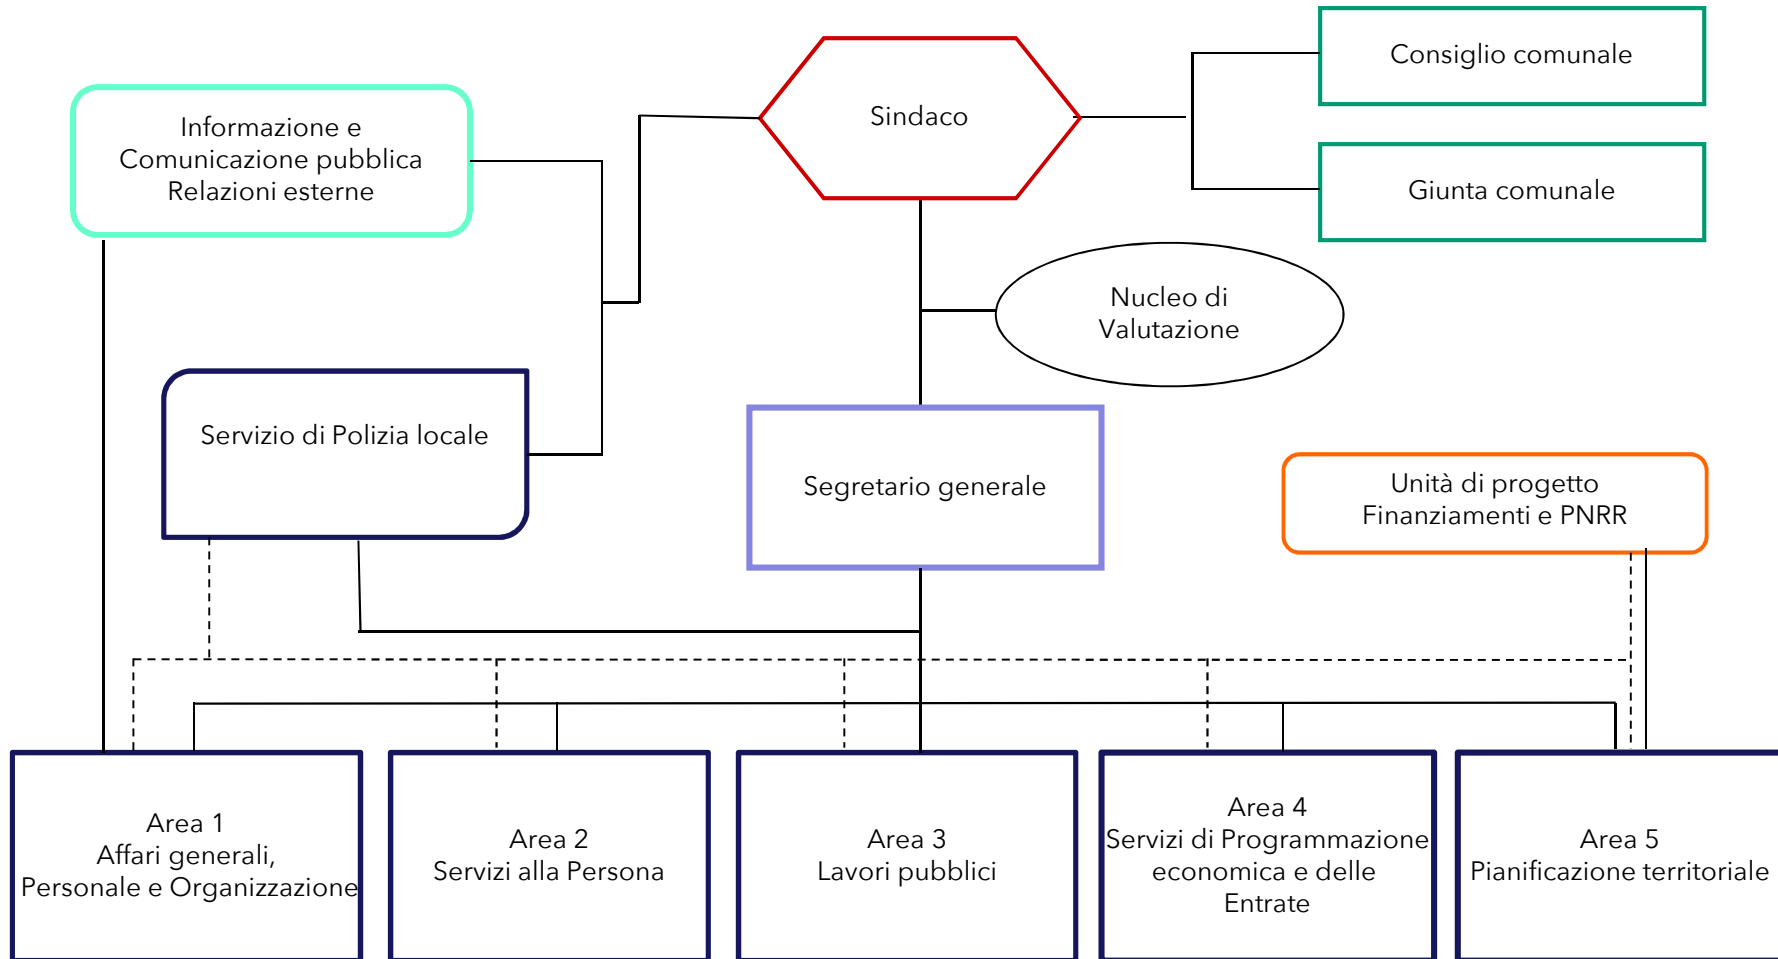 Consiglio comunale
Sindaco
Informazione e
Comunicazione pubblica
Relazioni esterne
Giunta comunale
Nucleo di
Valutazione
Servizio di Polizia locale
Segretario generale
Unità di progetto
Finanziamenti e PNRR
Area 1
Affari generali,
Personale e Organizzazione
Area 2
Servizi alla Persona
Area 3
Lavori pubblici
Area 4
Servizi di Programmazione
economica e delle
Entrate
Area 5
Pianificazione territoriale